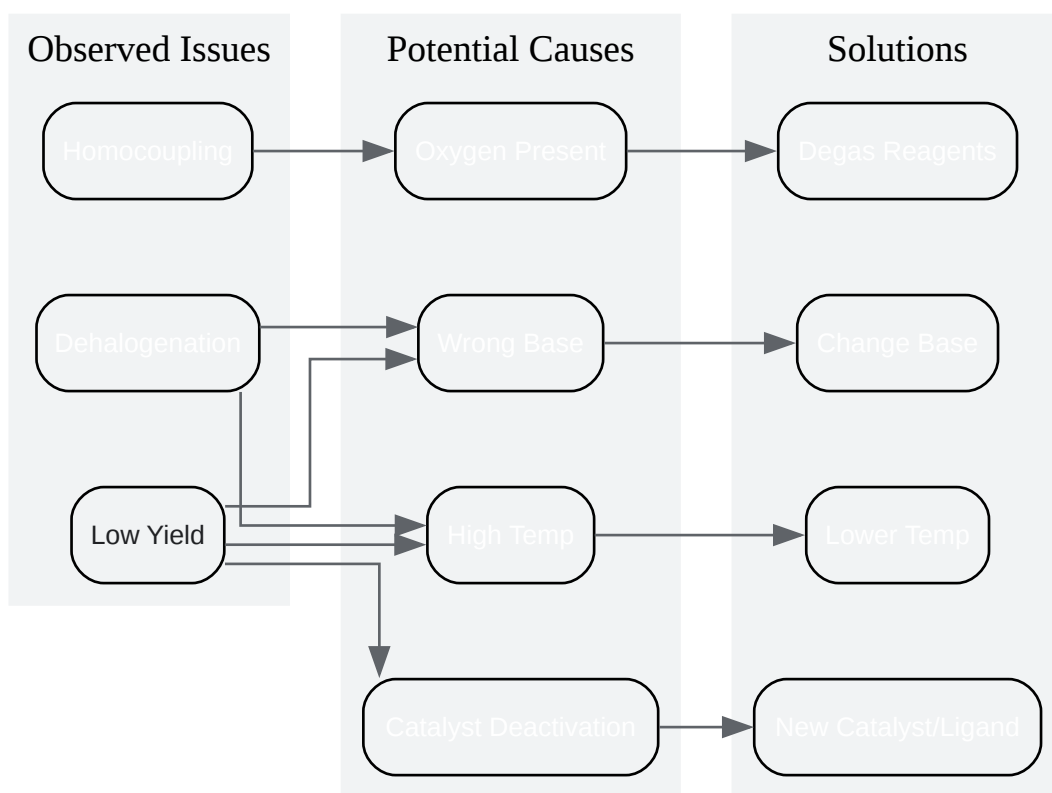 Observed Issues
Potential Causes
Solutions
Homocoupling
Oxygen Present
Degas Reagents
Dehalogenation
Wrong Base
Change Base
Low Yield
High Temp
Lower Temp
Catalyst Deactivation
New Catalyst/Ligand